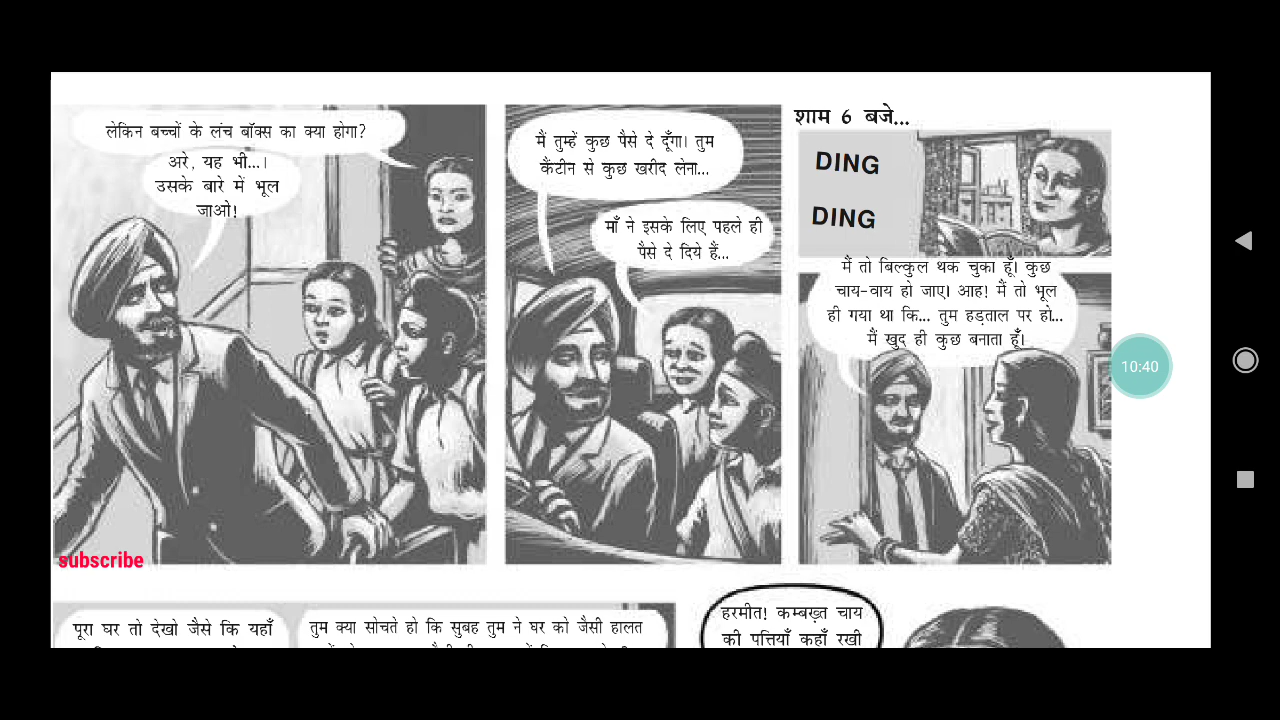 लेकिन बच्चों के लंच बॉक्स का क्या होगा?
अरे, यह भी...।
उसके बारे में भूल
जाओ!
मैं तुम्हें कुछ पैसे दे दूँगा। तुम
कैंटीन से कुछ खरीद लेना...
माँ ने इसके लिए पहले ही
पैसे दे दिये हैं...
शाम 6 बजे...
DING
DING
मैं तो बिल्कुल थक चुका हूँ। कुछ
चाय-वाय हो जाए। आह! मैं तो भूल
ही गया था कि... तुम हड़ताल पर हो...
मैं खुद ही कुछ बनाता हूँ।
10:40
subscribe
पूरा घर तो देखो जैसे कि यहाँ
तुम क्या सोचते हो कि सुबह तुम ने घर को जैसी हालत
हरमीत! कम्बख़्त चाय
की पत्तियाँ कहाँ रखी